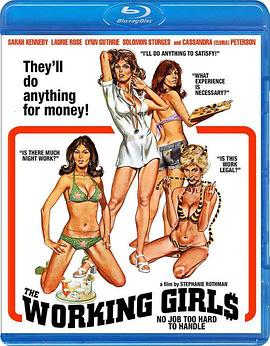 Blu-ray Disc
SARAH KENNEDY LAURIE ROSE LYNN GUTHRIE SOLOMON STURGES and CASSANDRA (ELVIRA) PETERSON
They'll do
anything
for money!
"I'LL DO ANYTHING TO SATISFY!"
"WHAT
EXPERIENCE
IS
NECESSARY?"
"IS THERE
MUCH
NIGHT WORK?"
"IS THIS
WORK
LEGAL?"
a film by STEPHANIE ROTHMAN
THE
WORKING GIRL$
NO JOB TOO HARD
TO HANDLE